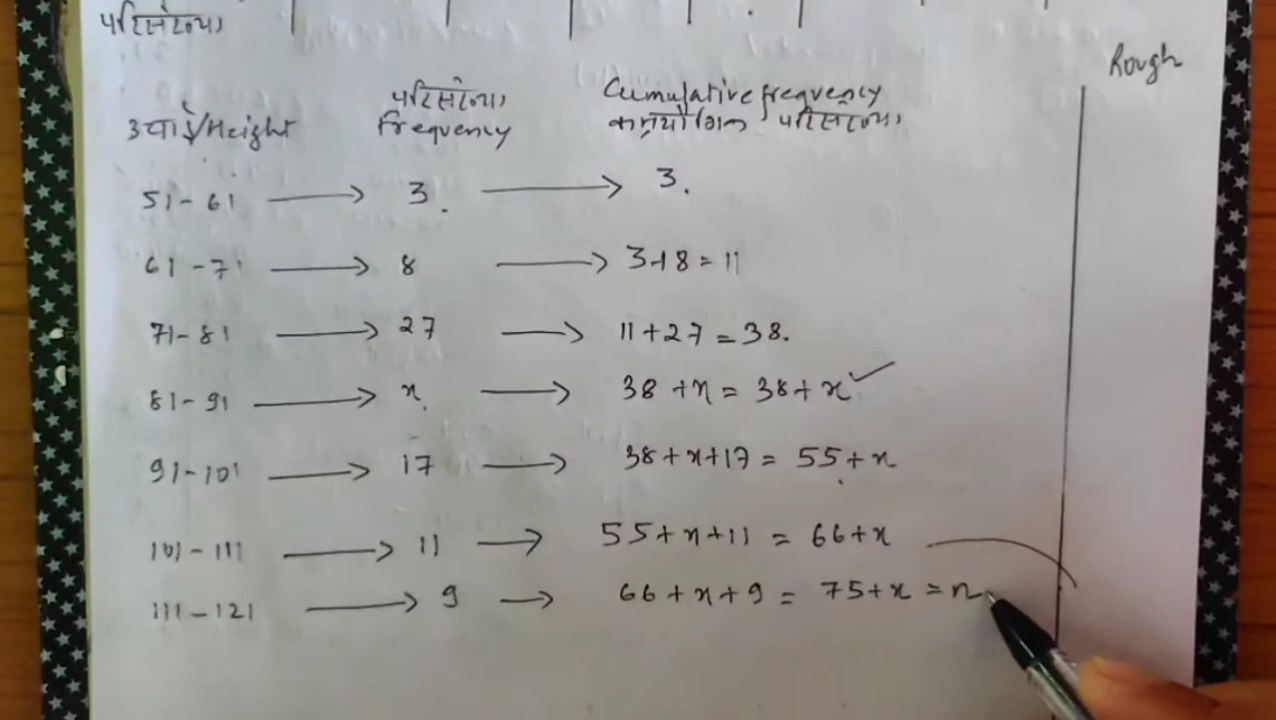 परिसंख्या
Rough
परिसंख्या Cumulative frequency
ऊचाई/Height frequency परिसंख्या
51-61 → 3. → 3.
61-71 → 8 → 3+8=11
71-81 → 27 → 11+27=38.
81-91 → x → 38+x=38+x✓
91-101 → 17 → 38+x+17=55+x
101-111 → 11 → 55+x+11=66+x
111-121 → 9 → 66+x+9=75+x=n